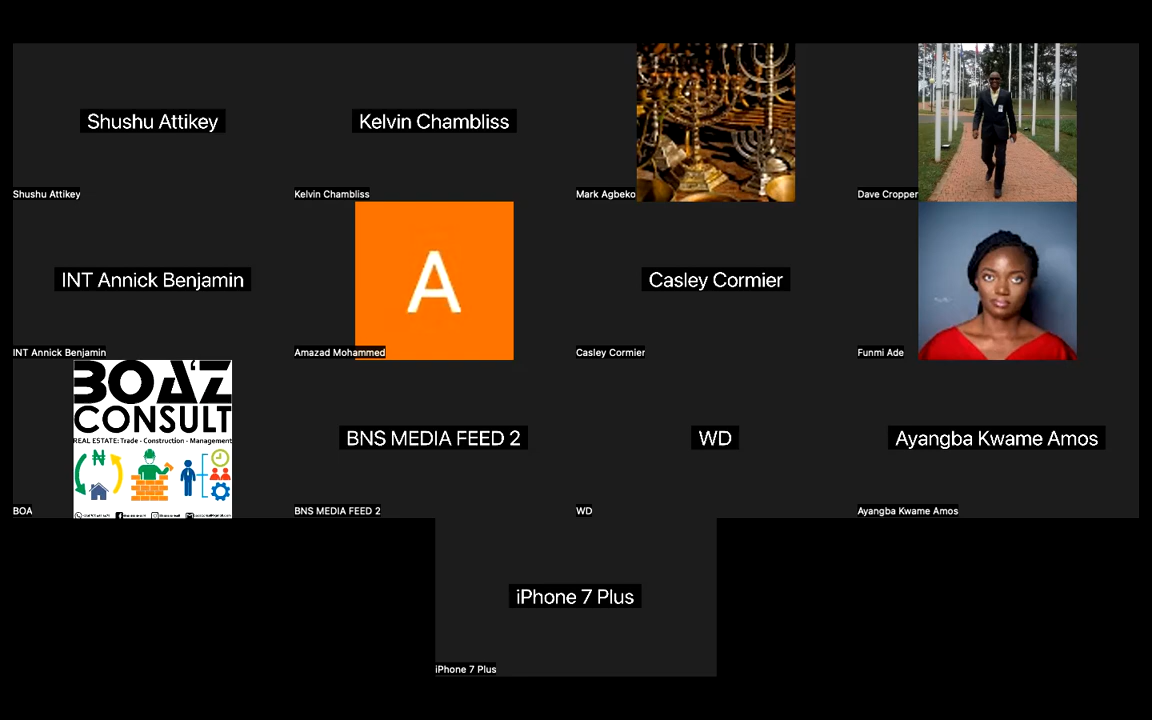 Shushu Attikey
Shushu Attikey
Kelvin Chambliss
Kelvin Chambliss
Mark Agbeko
Dave Cropper
INT Annick Benjamin
INT Annick Benjamin
A
Amazad Mohammed
Casley Cormier
Casley Cormier
Funmi Ade
BOA'Z
CONSULT
REAL ESTATE: Trade - Construction - Management
₦
BOA
BNS MEDIA FEED 2
BNS MEDIA FEED 2
WD
WD
Ayangba Kwame Amos
Ayangba Kwame Amos
iPhone 7 Plus
iPhone 7 Plus